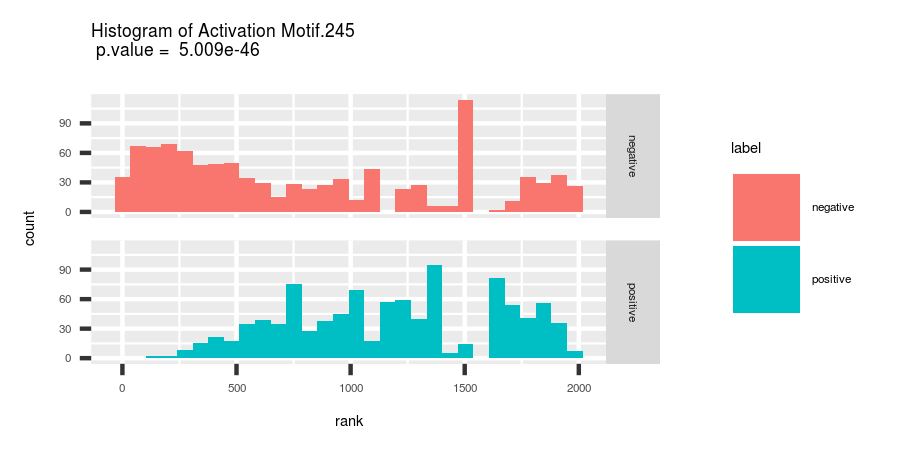 Histogram of Activation Motif.245
p.value =  5.009e-46
count
90
60
30
0
negative
90
60
30
0
positive
0 500 1000 1500 2000
rank
label
negative
positive